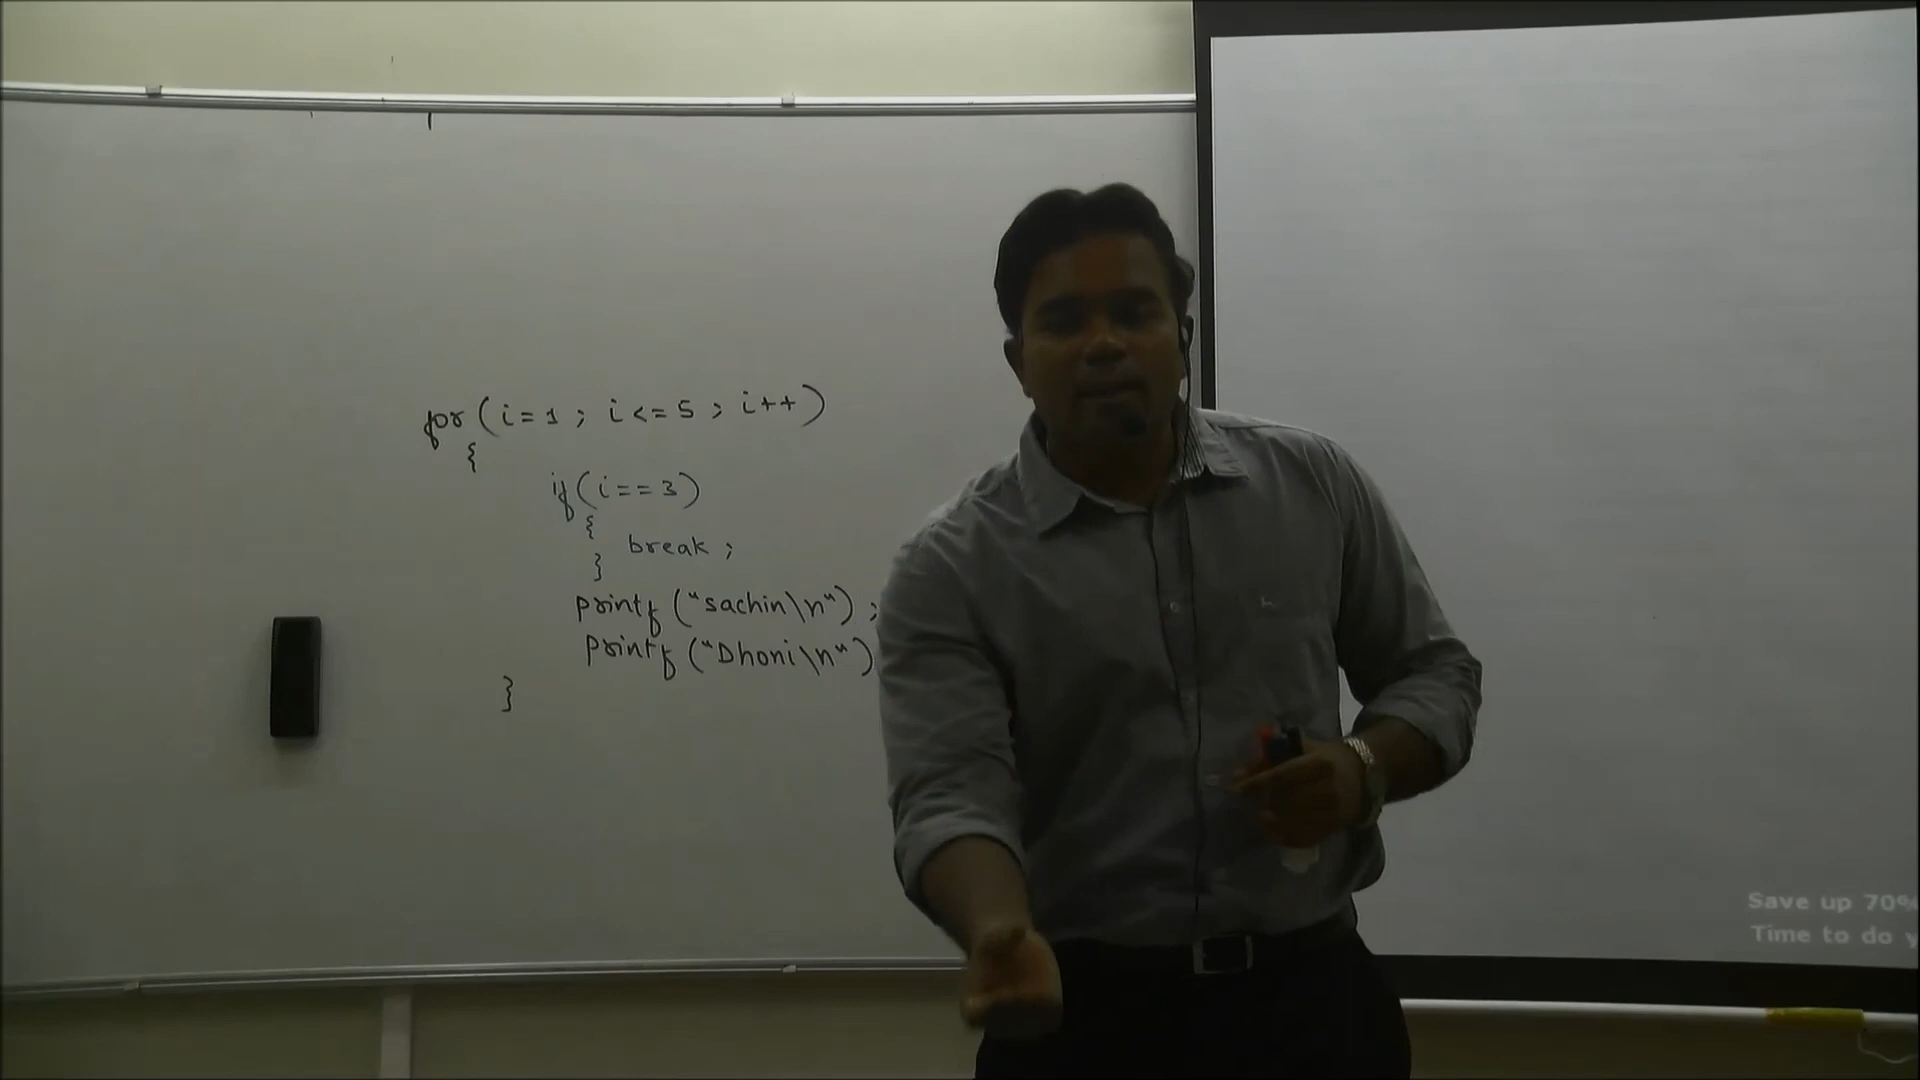 for ( i = 1 ; i <= 5 ; i++ )
{
if ( i == 3 )
{
break ;
}
printf ("sachin\n") ;
printf ("Dhoni\n")
}
Save up 70%
Time to do y